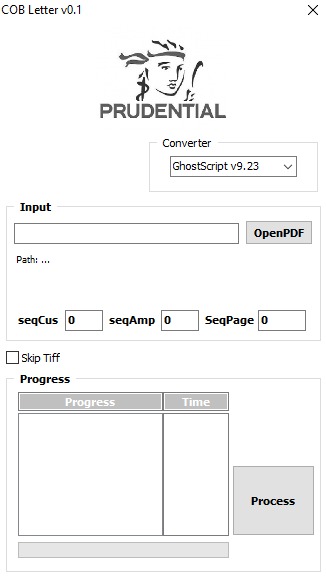 COB Letter v0.1
PRUDENTIAL
Converter
GhostScript v9.23
Input
OpenPDF
Path: ...
seqCus 0 seqAmp 0 SeqPage 0
Skip Tiff
Progress
Progress Time
Process